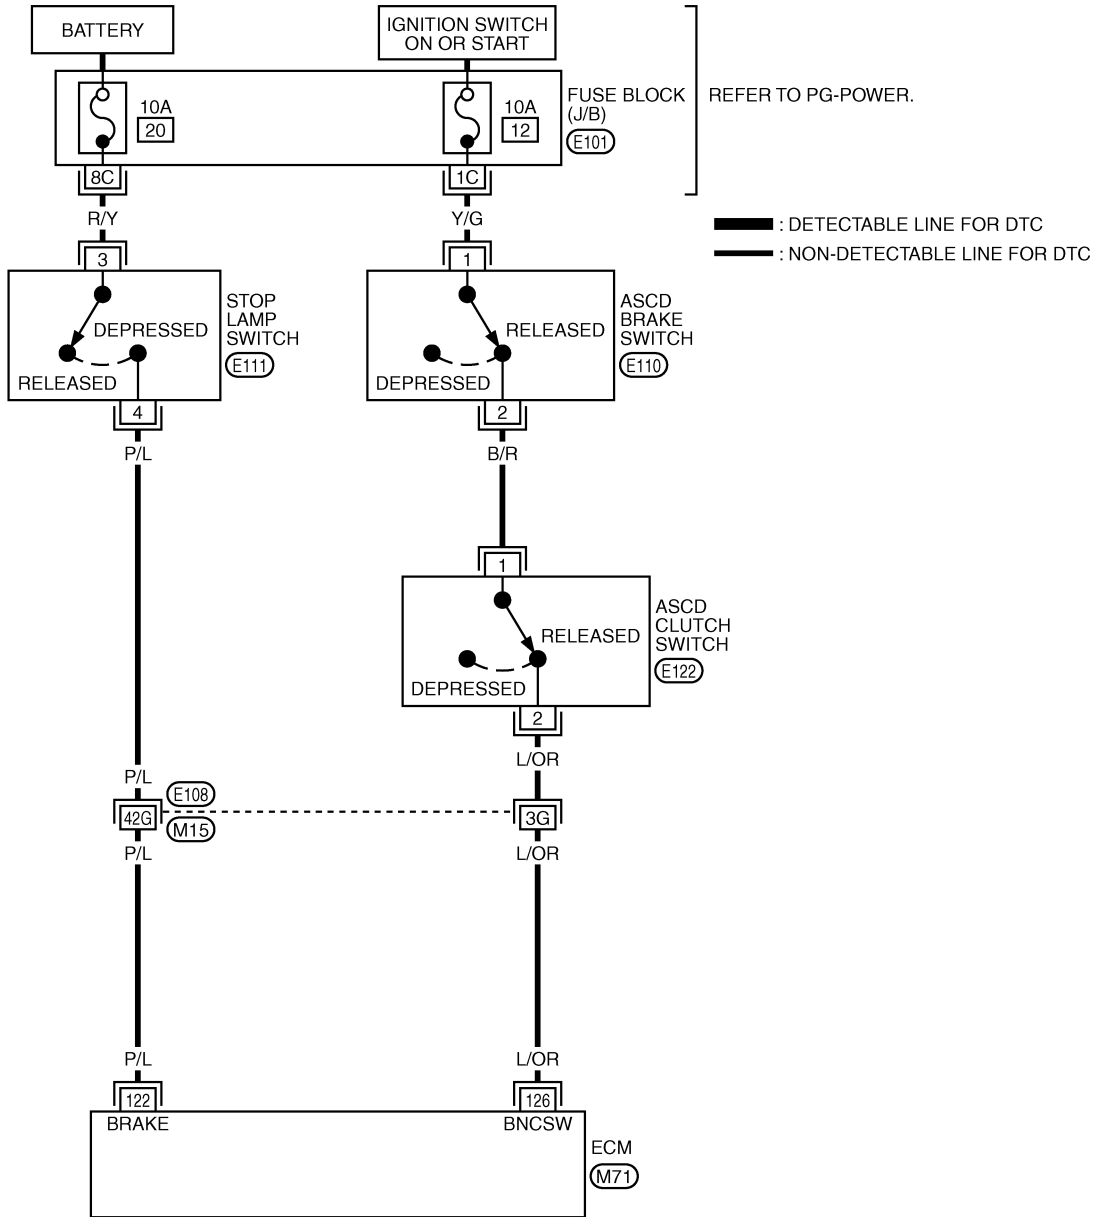 BATTERY
IGNITION SWITCH
ON OR START
10A
20
10A
12
FUSE BLOCK
(J/B)
E101
REFER TO PG-POWER.
8C
1C
R/Y
Y/G
: DETECTABLE LINE FOR DTC
: NON-DETECTABLE LINE FOR DTC
3
1
DEPRESSED
RELEASED
STOP
LAMP
SWITCH
E111
RELEASED
DEPRESSED
ASCD
BRAKE
SWITCH
E110
4
2
P/L
B/R
1
RELEASED
DEPRESSED
ASCD
CLUTCH
SWITCH
E122
2
L/OR
P/L
E108
42G
M15
3G
P/L
L/OR
P/L
L/OR
122
126
BRAKE
BNCSW
ECM
M71